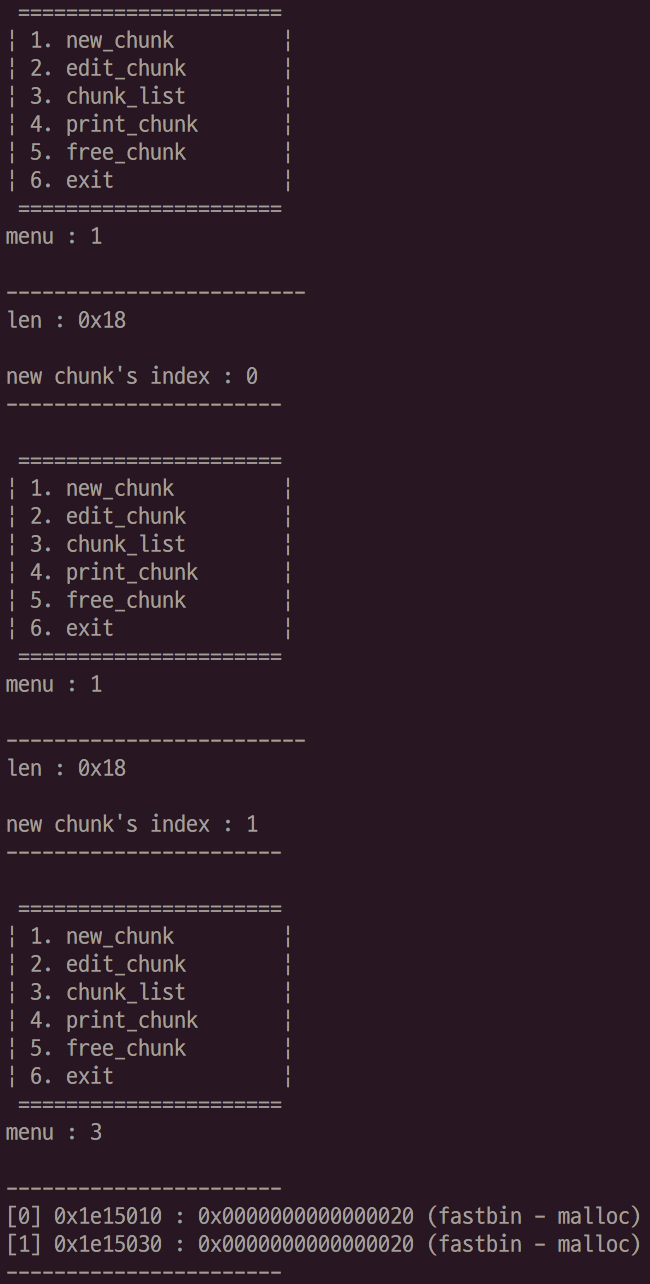 ======================
¦ 1. new_chunk         ¦
¦ 2. edit_chunk        ¦
¦ 3. chunk_list        ¦
¦ 4. print_chunk       ¦
¦ 5. free_chunk        ¦
¦ 6. exit              ¦
 ======================
menu : 1
-------------------------
len : 0x18
new chunk's index : 0
-----------------------
 ======================
¦ 1. new_chunk         ¦
¦ 2. edit_chunk        ¦
¦ 3. chunk_list        ¦
¦ 4. print_chunk       ¦
¦ 5. free_chunk        ¦
¦ 6. exit              ¦
 ======================
menu : 1
-------------------------
len : 0x18
new chunk's index : 1
-----------------------
 ======================
¦ 1. new_chunk         ¦
¦ 2. edit_chunk        ¦
¦ 3. chunk_list        ¦
¦ 4. print_chunk       ¦
¦ 5. free_chunk        ¦
¦ 6. exit              ¦
 ======================
menu : 3
-----------------------
[0] 0x1e15010 : 0x0000000000000020 (fastbin - malloc)
[1] 0x1e15030 : 0x0000000000000020 (fastbin - malloc)
-----------------------